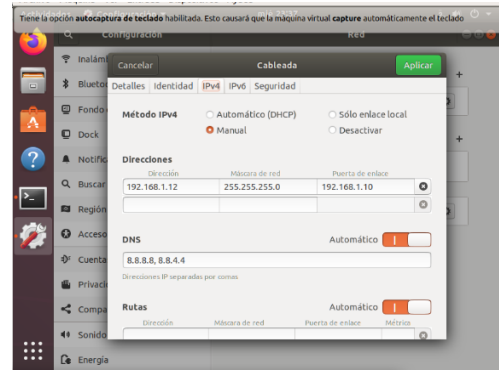 Tiene la opción autocaptura de teclado habilitada. Esto causará que la máquina virtual capture automáticamente el teclado
Configuración
Red
Inalám
Blueto
Fondo
Dock
Notific
Buscar
Región
Acceso
Cuenta
Privaci
Compa
Sonido
Energía
Cancelar
Cableada
Aplicar
Detalles Identidad IPv4 IPv6 Seguridad
Método IPv4
Automático (DHCP)
Sólo enlace local
Manual
Desactivar
Direcciones
Dirección Máscara de red Puerta de enlace
192.168.1.12 255.255.255.0 192.168.1.10
DNS
Automático
8.8.8.8, 8.8.4.4
Direcciones IP separadas por comas
Rutas
Automático
Dirección Máscara de red Puerta de enlace Métrica